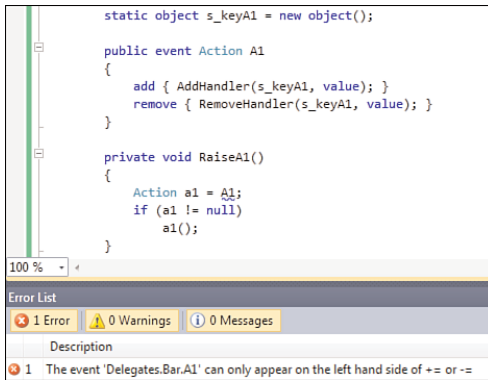 static object s_keyA1 = new object();
public event Action A1
{
add { AddHandler(s_keyA1, value); }
remove { RemoveHandler(s_keyA1, value); }
}
private void RaiseA1()
{
Action a1 = A1;
if (a1 != null)
a1();
}
100 %
Error List
1 Error 0 Warnings 0 Messages
Description
1 The event 'Delegates.Bar.A1' can only appear on the left hand side of += or -=